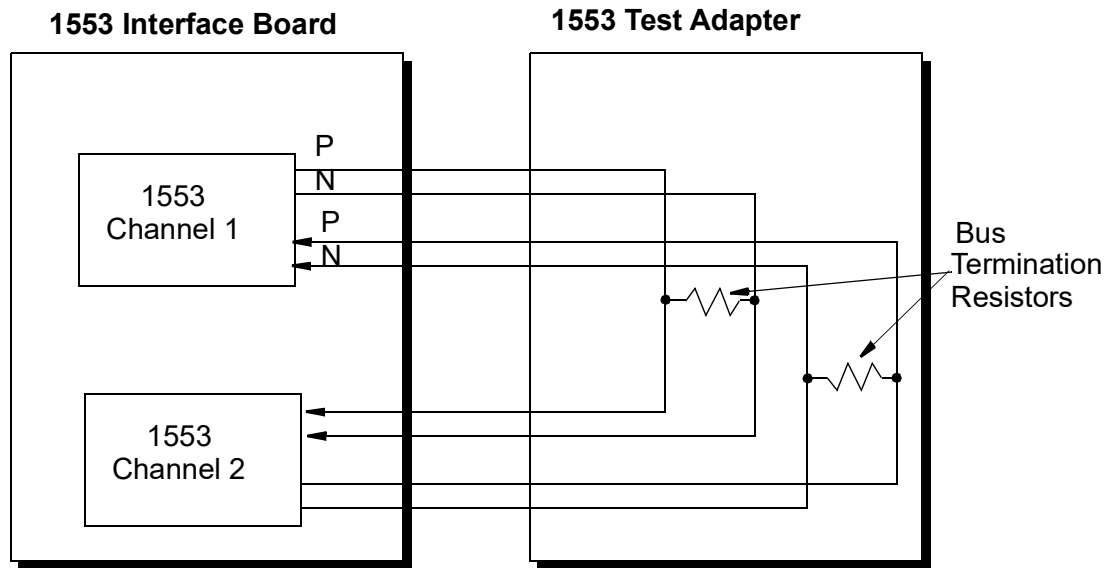 1553 Interface Board
1553 Test Adapter
P
N
1553
Channel 1
P
N
Bus
Termination
Resistors
1553
Channel 2